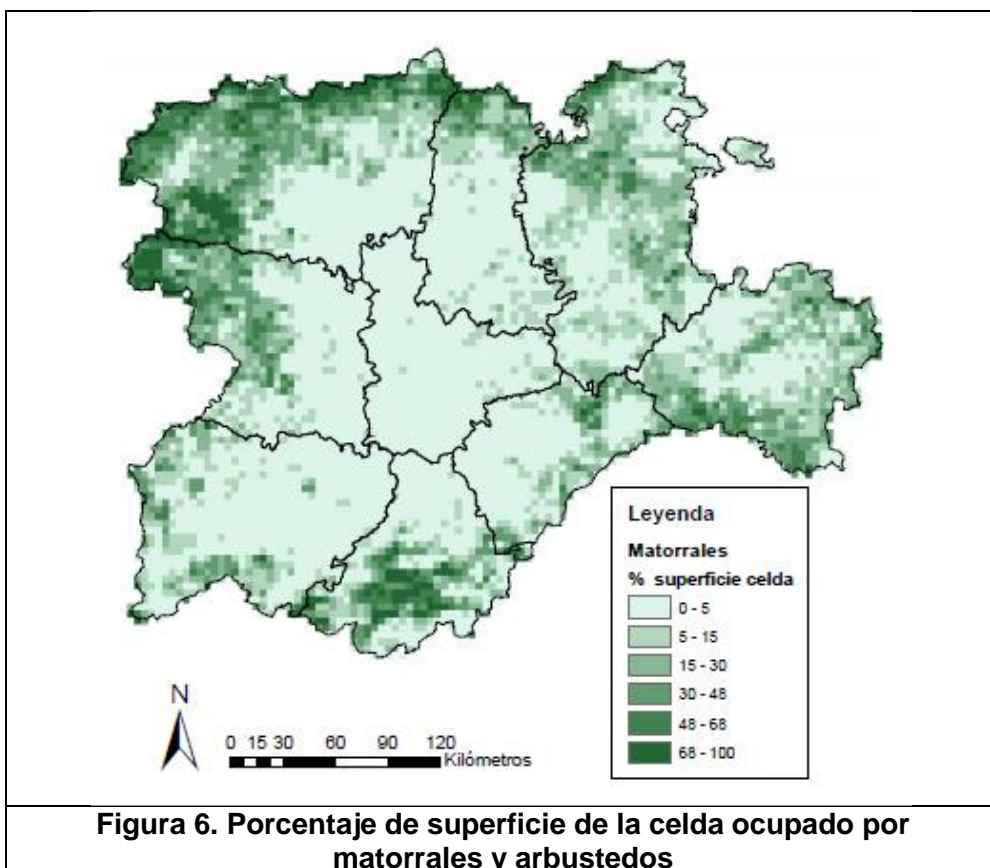 Leyenda
Matorrales
% superficie celda
0 - 5
5 - 15
15 - 30
30 - 48
48 - 68
68 - 100
N
0 15 30 60 90 120
Kilómetros
Figura 6. Porcentaje de superficie de la celda ocupado por
matorrales y arbustedos